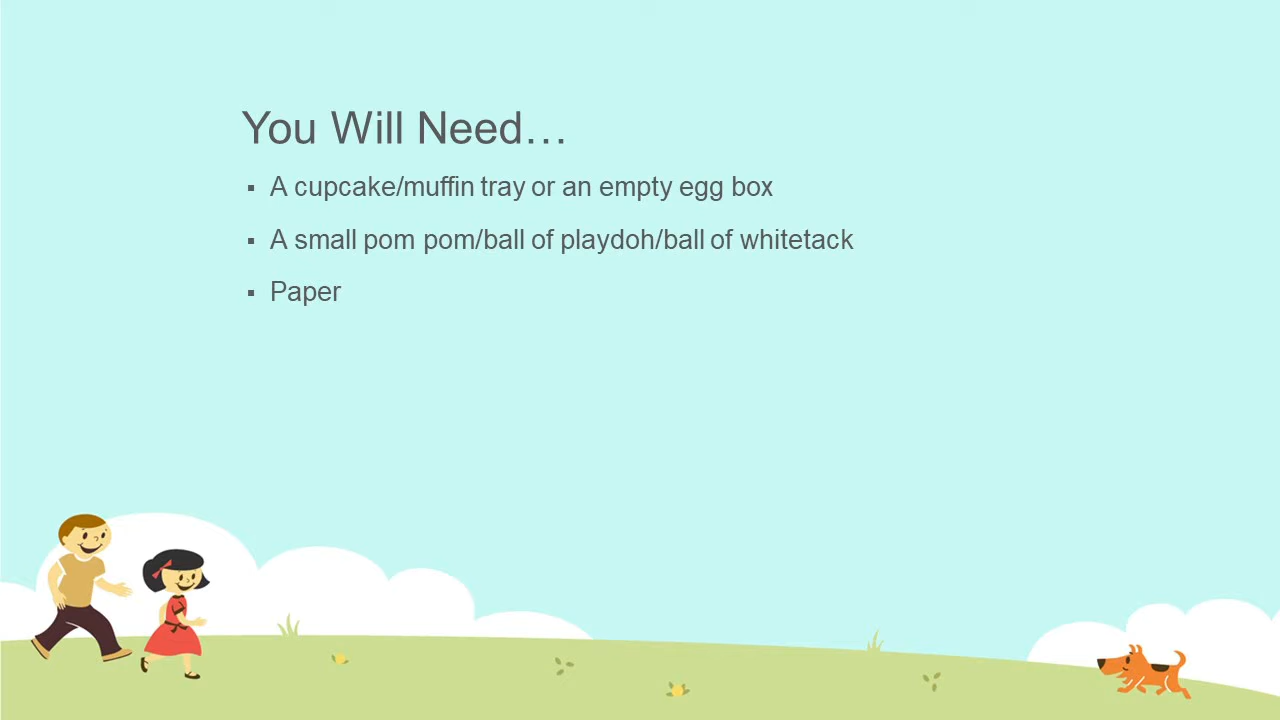 You Will Need…
▪ A cupcake/muffin tray or an empty egg box
▪ A small pom pom/ball of playdoh/ball of whitetack
▪ Paper